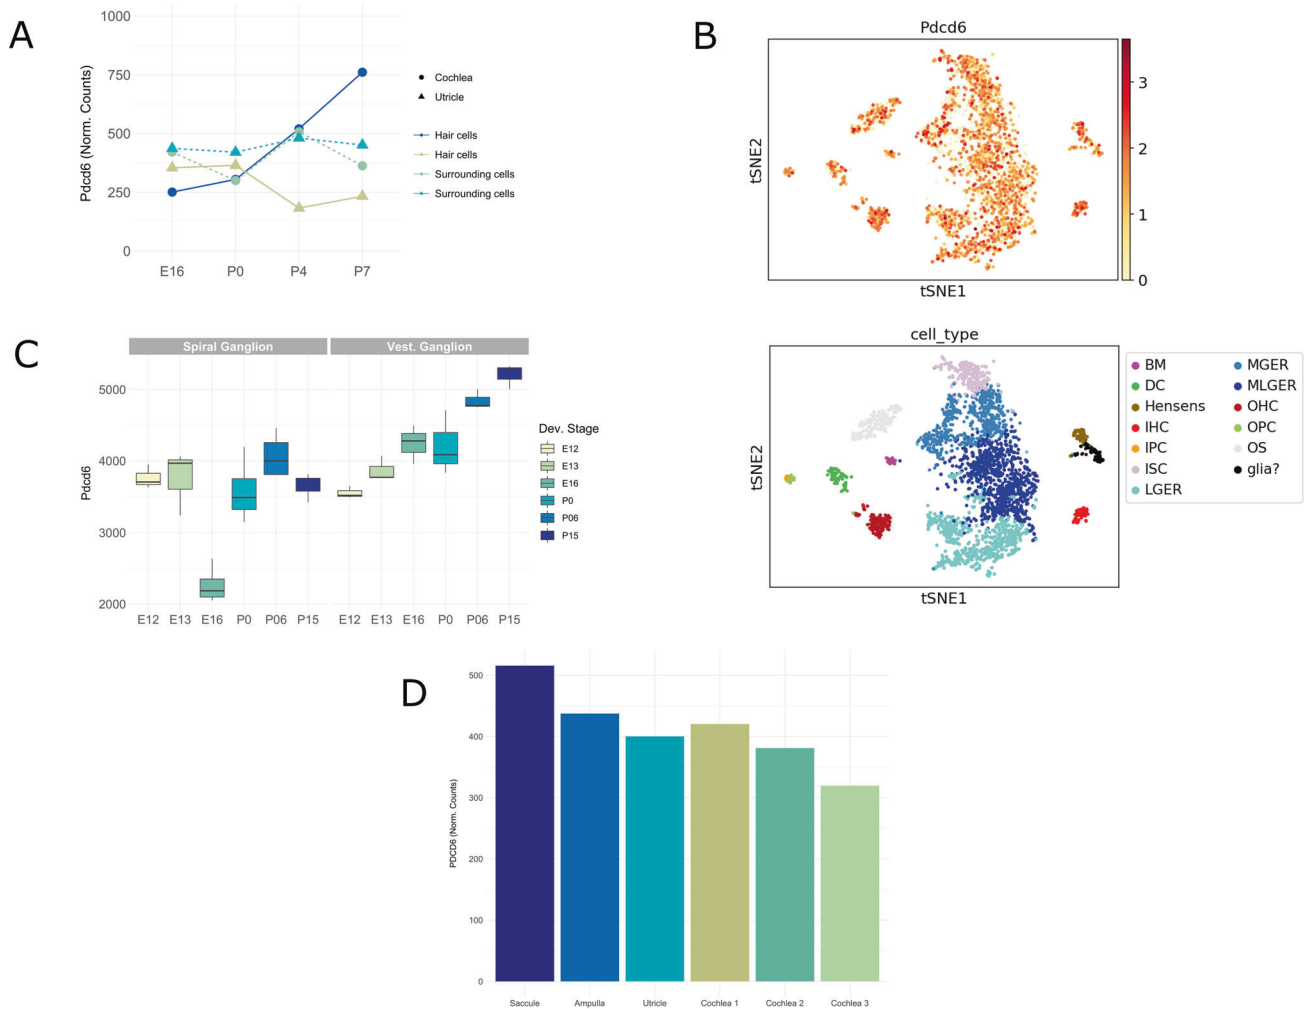 A
1000
750
500
250
0
Pdcd6 (Norm. Counts)
E16 P0 P4 P7
Cochlea
Utricle
Hair cells
Hair cells
Surrounding cells
Surrounding cells
B
Pdcd6
tSNE2
tSNE1
3
2
1
0
C
Spiral Ganglion Vest. Ganglion
5000
4000
3000
2000
Pdcd6
E12 E13 E16 P0 P06 P15 E12 E13 E16 P0 P06 P15
Dev. Stage
E12
E13
E16
P0
P06
P15
cell_type
tSNE2
tSNE1
BM MGER
DC MLGER
Hensens OHC
IHC OPC
IPC OS
ISC glia?
LGER
D
500
400
300
200
100
0
PDCD6 (Norm. Counts)
Saccule Ampulla Utricle Cochlea 1 Cochlea 2 Cochlea 3